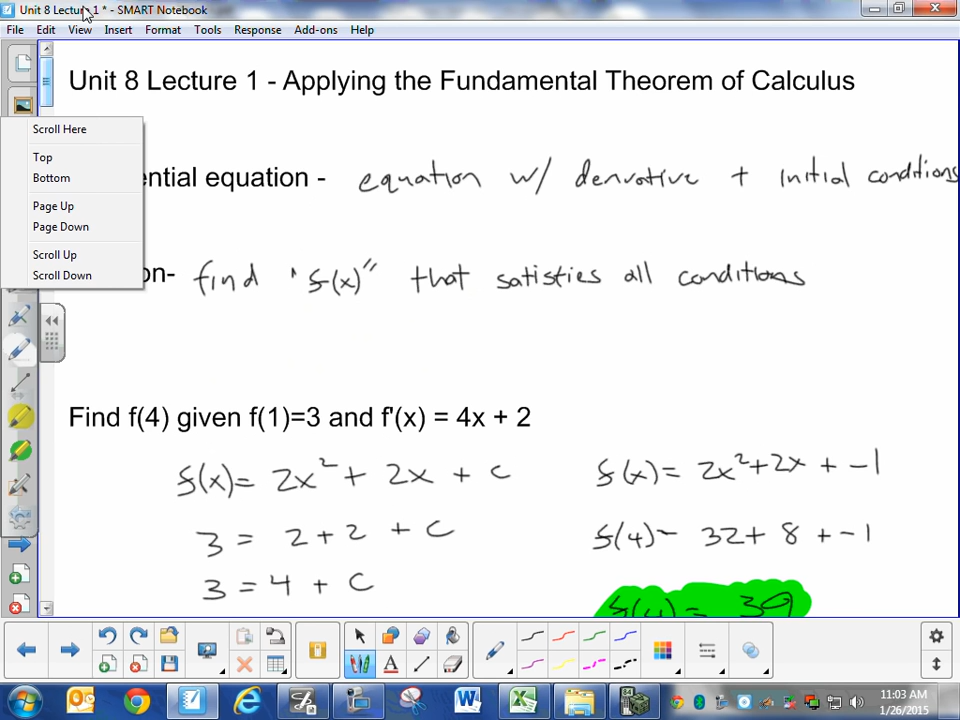 Unit 8 Lecture 1 * - SMART Notebook
File Edit View Insert Format Tools Response Add-ons Help
Unit 8 Lecture 1 - Applying the Fundamental Theorem of Calculus
Scroll Here
Top
Bottom
Page Up
Page Down
Scroll Up
Scroll Down
ential equation - equation w/ derivative + initial conditions
on- find "f(x)" that satisfies all conditions
Find f(4) given f(1)=3 and f'(x) = 4x + 2
f(x)= 2x² + 2x + c
f(x)= 2x²+2x + -1
3 = 2+2 + c
f(4)= 32+ 8 + -1
3 = 4 + c
f(4) = 39
A
11:03 AM
1/26/2015